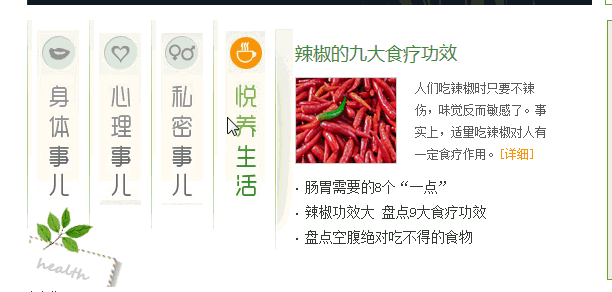 身体事儿
心理事儿
私密事儿
悦养生活
辣椒的九大食疗功效
人们吃辣椒时只要不辣
伤，味觉反而敏感了。事
实上，适量吃辣椒对人有
一定食疗作用。[详细]
· 肠胃需要的8个“一点”
· 辣椒功效大 盘点9大食疗功效
· 盘点空腹绝对吃不得的食物
health